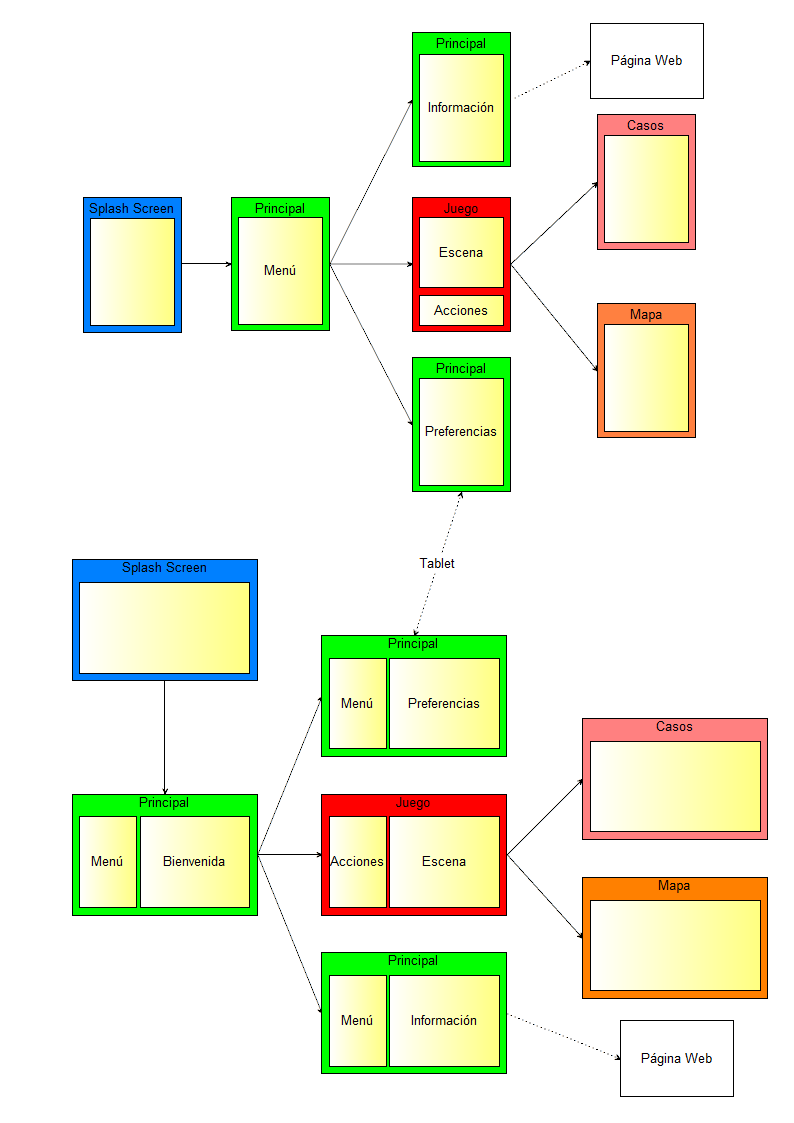 Principal
Información
Página Web
Casos
Splash Screen
Principal
Menú
Juego
Escena
Acciones
Mapa
Principal
Preferencias
Tablet
Splash Screen
Principal
Menú
Preferencias
Casos
Principal
Menú
Bienvenida
Juego
Acciones
Escena
Mapa
Principal
Menú
Información
Página Web